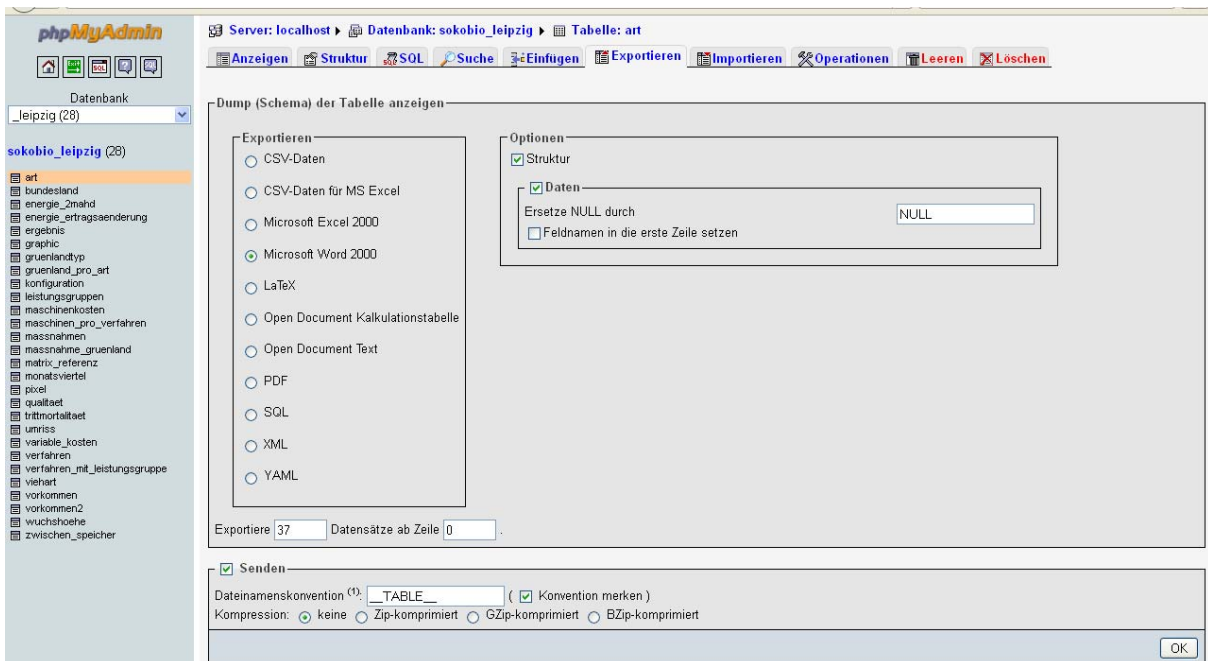 phpMyAdmin
Datenbank
_leipzig (28)
sokobio_leipzig (28)
art
bundesland
energie_2mahd
energie_ertragsaenderung
ergebnis
graphic
gruenlandtyp
gruenland_pro_art
konfiguration
leistungsgruppen
maschinenkosten
maschinen_pro_verfahren
massnahmen
massnahme_gruenland
matrix_referenz
monatsviertel
pixel
qualitaet
trittmortalitaet
umriss
variable_kosten
verfahren
verfahren_mit_leistungsgruppe
viehart
vorkommen
vorkommen2
wuchshoehe
zwischen_speicher
Server: localhost ▸ Datenbank: sokobio_leipzig ▸ Tabelle: art
Anzeigen Struktur SQL Suche Einfügen Exportieren Importieren Operationen Leeren Löschen
Dump (Schema) der Tabelle anzeigen
Exportieren
CSV-Daten
CSV-Daten für MS Excel
Microsoft Excel 2000
Microsoft Word 2000
LaTeX
Open Document Kalkulationstabelle
Open Document Text
PDF
SQL
XML
YAML
Optionen
Struktur
Daten
Ersetze NULL durch NULL
Feldnamen in die erste Zeile setzen
Exportiere 37 Datensätze ab Zeile 0 .
Senden
Dateinamenskonvention (1): __TABLE__ ( Konvention merken )
Kompression: keine Zip-komprimiert GZip-komprimiert BZip-komprimiert
OK